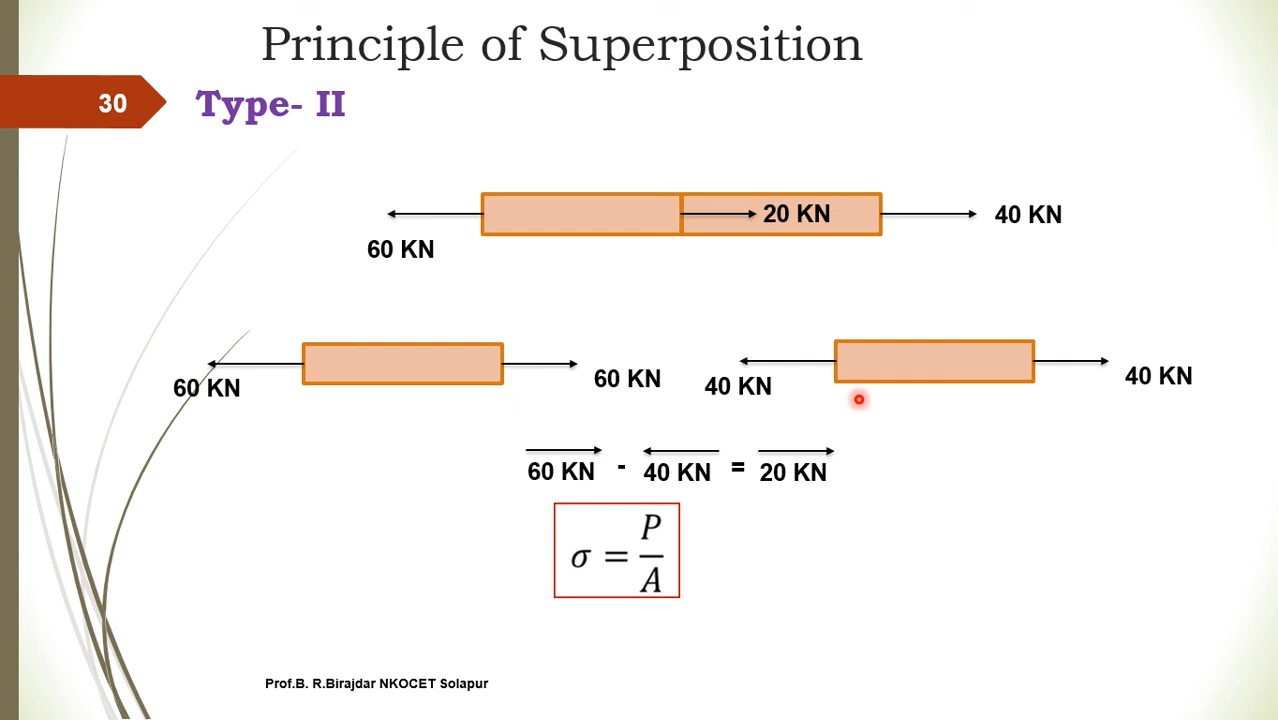 Principle of Superposition
30
Type- II
20 KN
40 KN
60 KN
60 KN
60 KN
40 KN
40 KN
60 KN - 40 KN = 20 KN
σ = P/A
Prof.B. R.Birajdar NKOCET Solapur